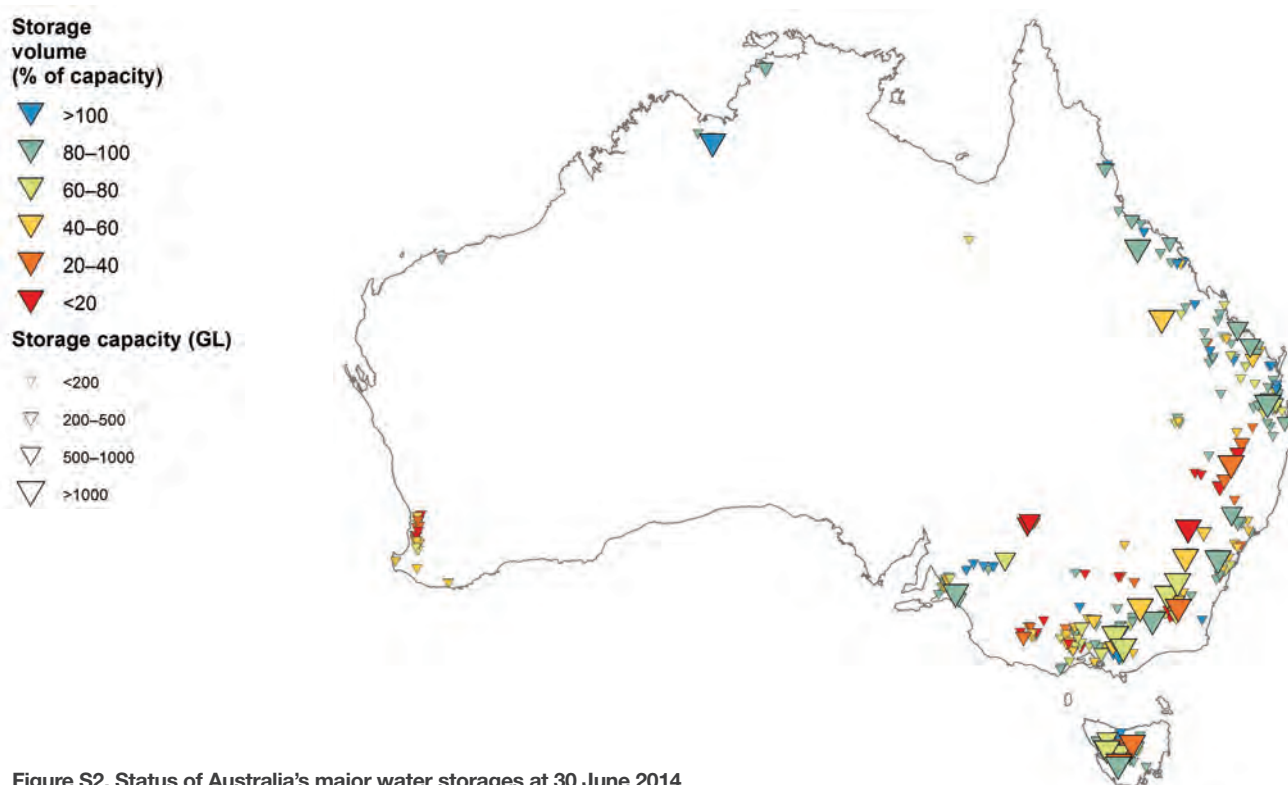 Storage
volume
(% of capacity)
>100
80–100
60–80
40–60
20–40
<20
Storage capacity (GL)
<200
200–500
500–1000
>1000
Figure S2. Status of Australia's major water storages at 30 June 2014